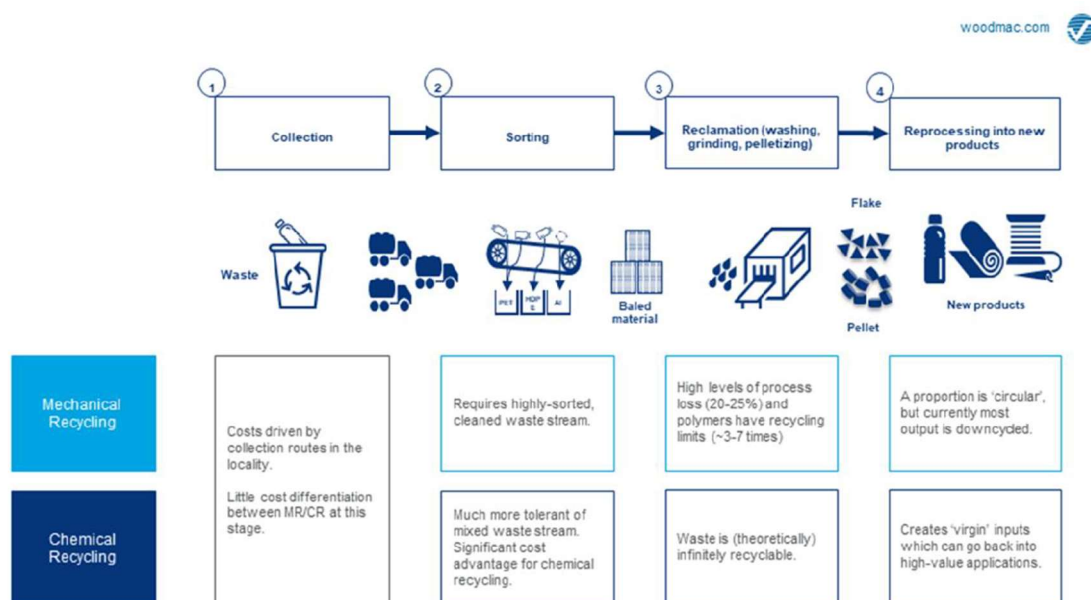 woodmac.com
1
2
3
4
Collection
Sorting
Reclamation (washing,
grinding, pelletizing)
Reprocessing into new
products
Waste
PET
HDP
E
Al
Baled
material
Flake
Pellet
New products
Mechanical
Recycling
Costs driven by
collection routes in the
locality.
Little cost differentiation
between MR/CR at this
stage.
Requires highly-sorted,
cleaned waste stream.
High levels of process
loss (20-25%) and
polymers have recycling
limits (~3-7 times)
A proportion is ‘circular’,
but currently most
output is downcycled.
Chemical
Recycling
Much more tolerant of
mixed waste stream.
Significant cost
advantage for chemical
recycling.
Waste is (theoretically)
infinitely recyclable.
Creates ‘virgin’ inputs
which can go back into
high-value applications.